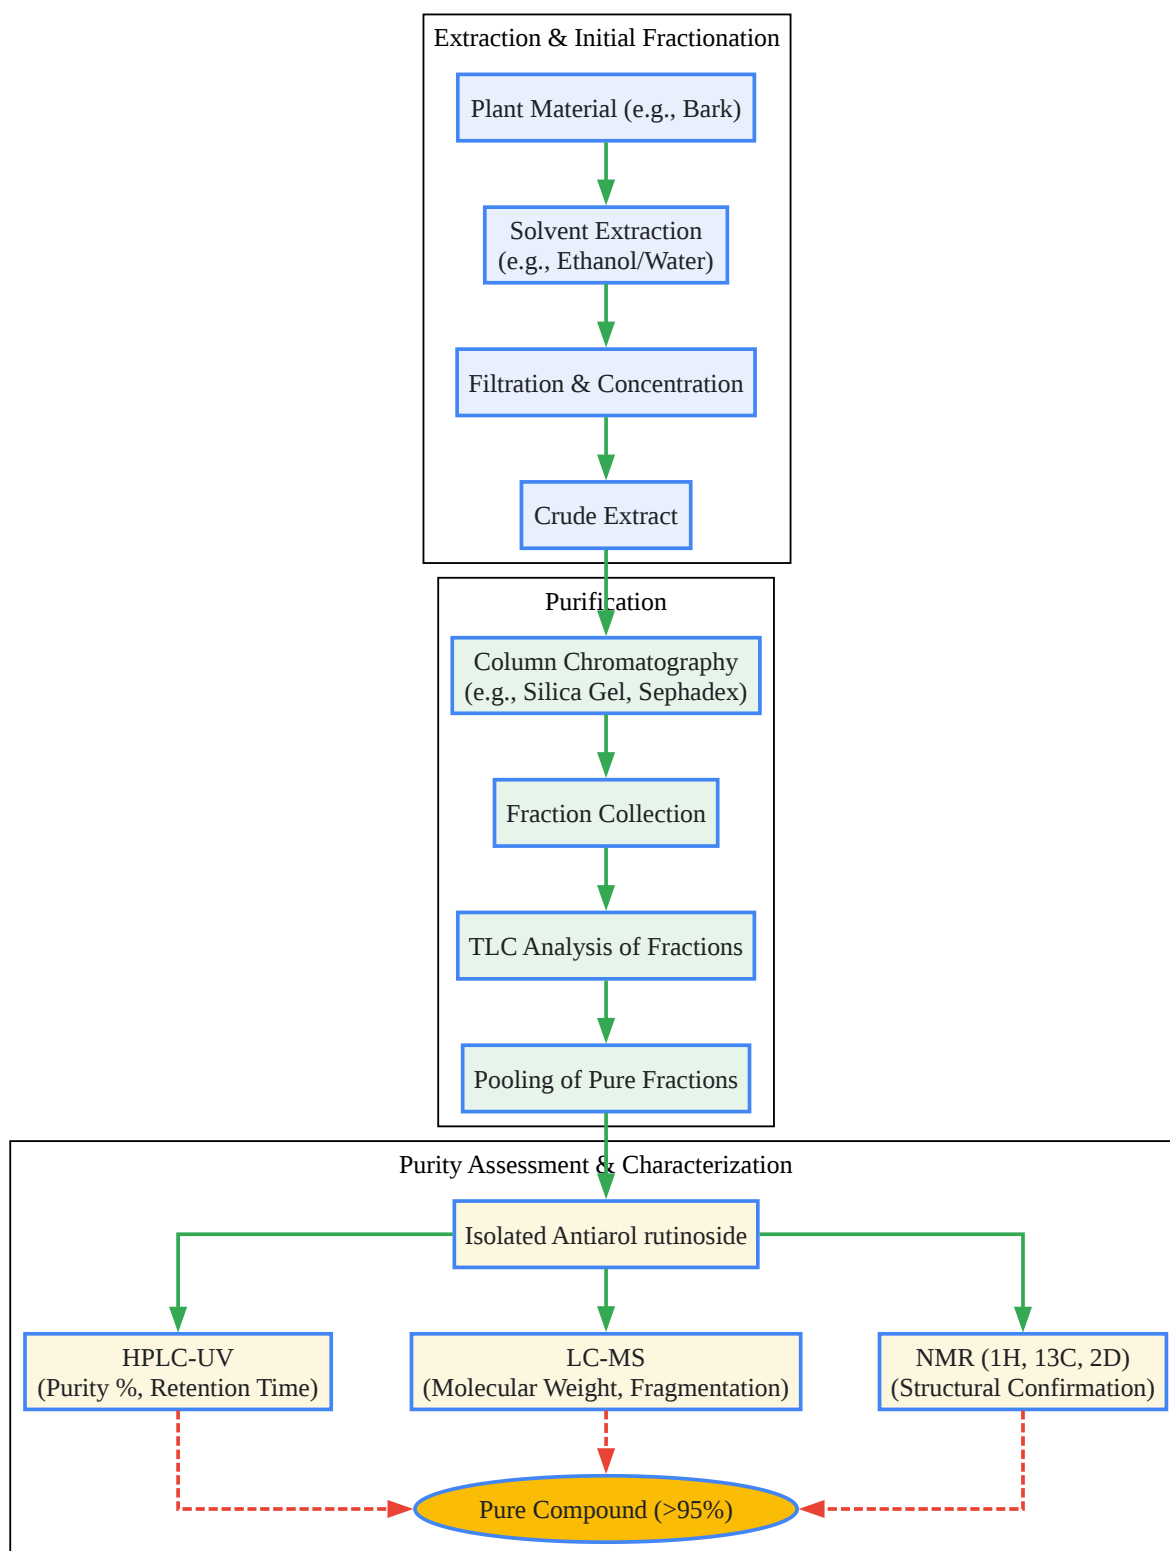 Extraction & Initial Fractionation
Plant Material (e.g., Bark)
Solvent Extraction
(e.g., Ethanol/Water)
Filtration & Concentration
Crude Extract
Purification
Column Chromatography
(e.g., Silica Gel, Sephadex)
Fraction Collection
TLC Analysis of Fractions
Pooling of Pure Fractions
Purity Assessment & Characterization
Isolated Antiarol rutinoside
HPLC-UV
(Purity %, Retention Time)
LC-MS
(Molecular Weight, Fragmentation)
NMR (1H, 13C, 2D)
(Structural Confirmation)
Pure Compound (>95%)